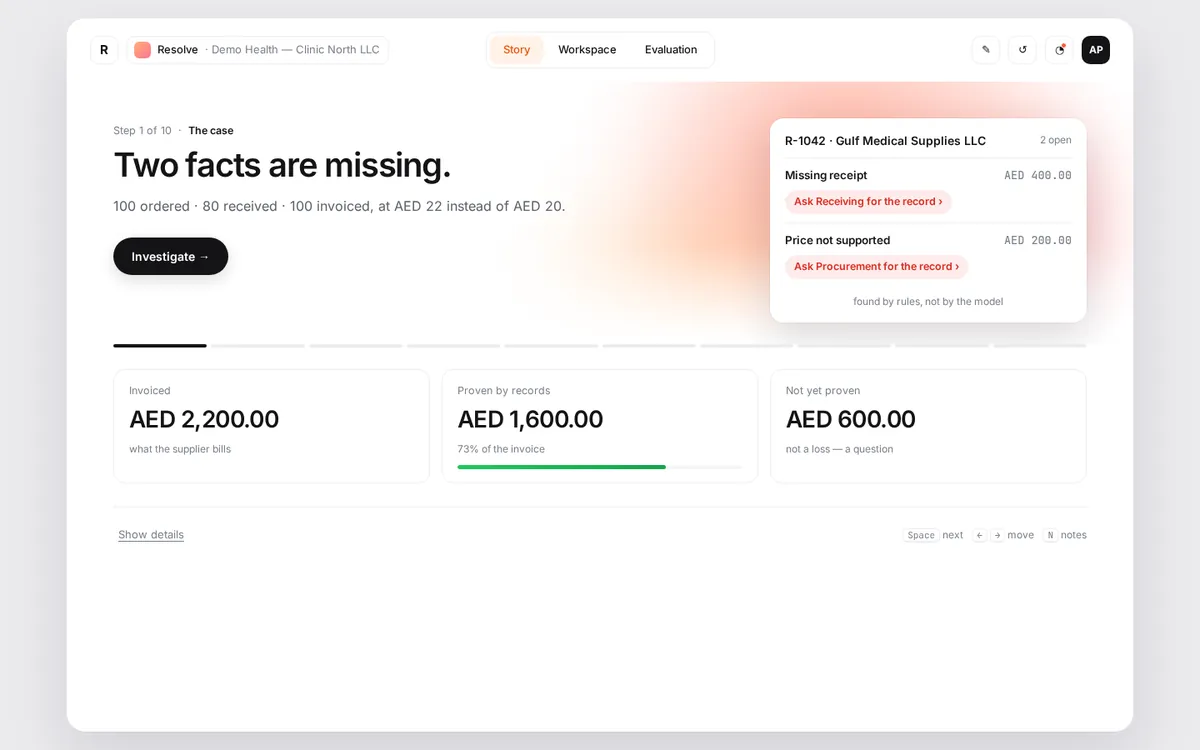 R
Resolve · Demo Health — Clinic North LLC
Story
Workspace
Evaluation
✎
↺
◔
AP
Step 1 of 10 · The case
Two facts are missing.
100 ordered · 80 received · 100 invoiced, at AED 22 instead of AED 20.
Investigate →
R-1042 · Gulf Medical Supplies LLC
2 open
Missing receipt
AED 400.00
Ask Receiving for the record ›
Price not supported
AED 200.00
Ask Procurement for the record ›
found by rules, not by the model
Invoiced
AED 2,200.00
what the supplier bills
Proven by records
AED 1,600.00
73% of the invoice
Not yet proven
AED 600.00
not a loss — a question
Show details
Space next ← → move N notes